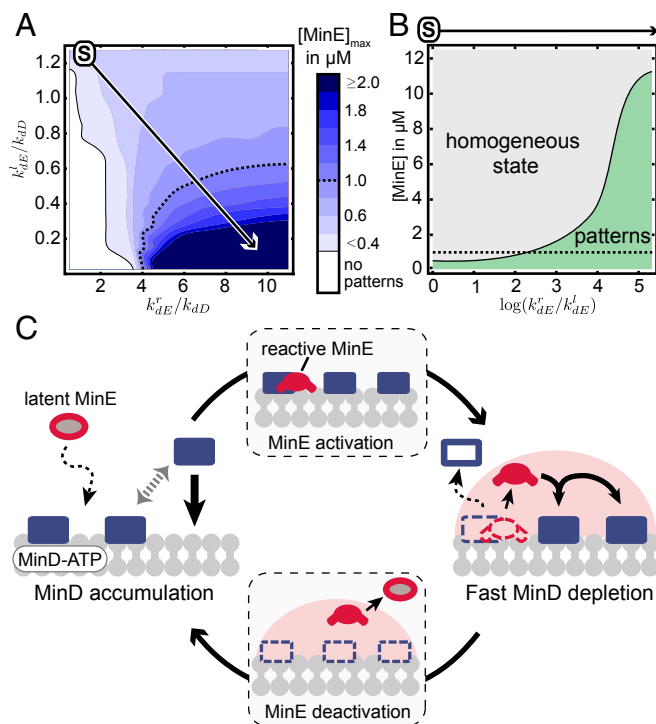 A
S
k^l_dE/k_dD
1.2
1.0
0.8
0.6
0.4
0.2
2 4 6 8 10
k^r_dE/k_dD
[MinE]max
in µM
≥2.0
1.8
1.4
1.0
0.6
<0.4
no
patterns
B
S
[MinE] in µM
12
10
8
6
4
2
0
homogeneous
state
patterns
0 1 2 3 4 5
log(k^r_dE/k^l_dE)
C
reactive MinE
MinE activation
latent MinE
MinD-ATP
MinD accumulation
Fast MinD depletion
MinE deactivation